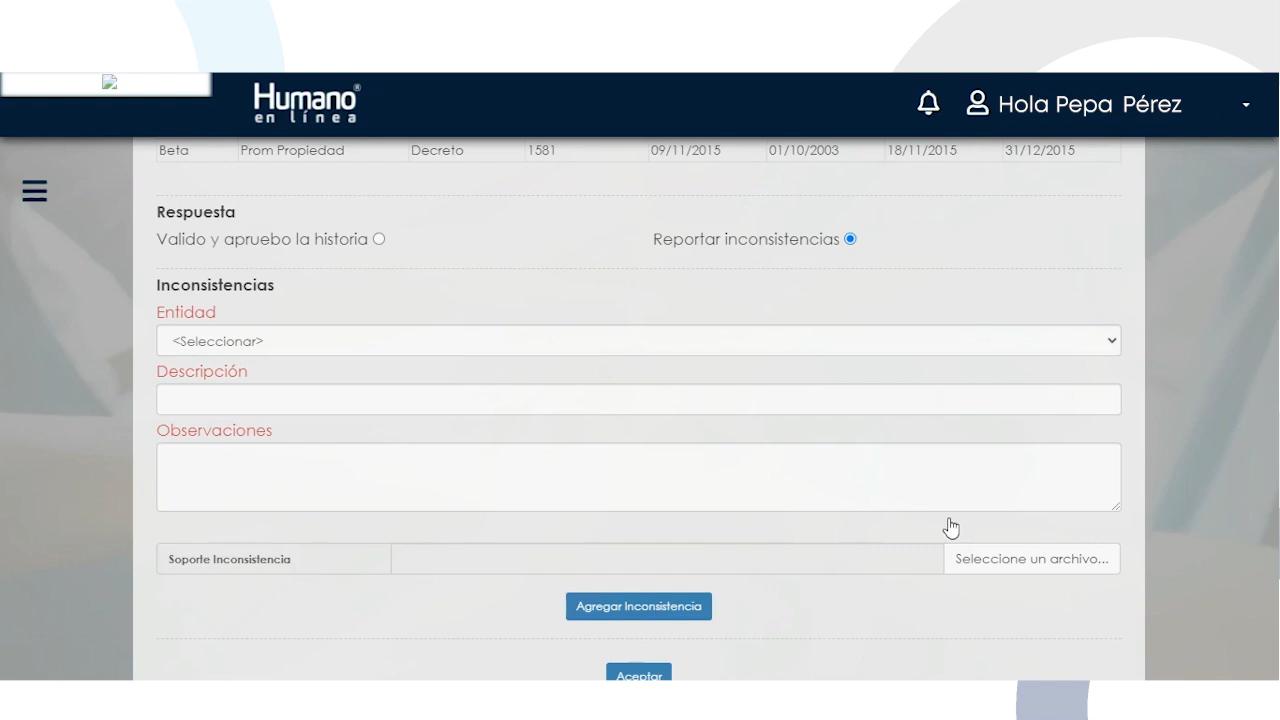 Humano®
en línea
Hola Pepa Pérez
Beta Prom Propiedad Decreto 1581 09/11/2015 01/10/2003 18/11/2015 31/12/2015
Respuesta
Valido y apruebo la historia Reportar inconsistencias
Inconsistencias
Entidad
<Seleccionar>
Descripción
Observaciones
Soporte Inconsistencia Seleccione un archivo...
Agregar Inconsistencia
Aceptar